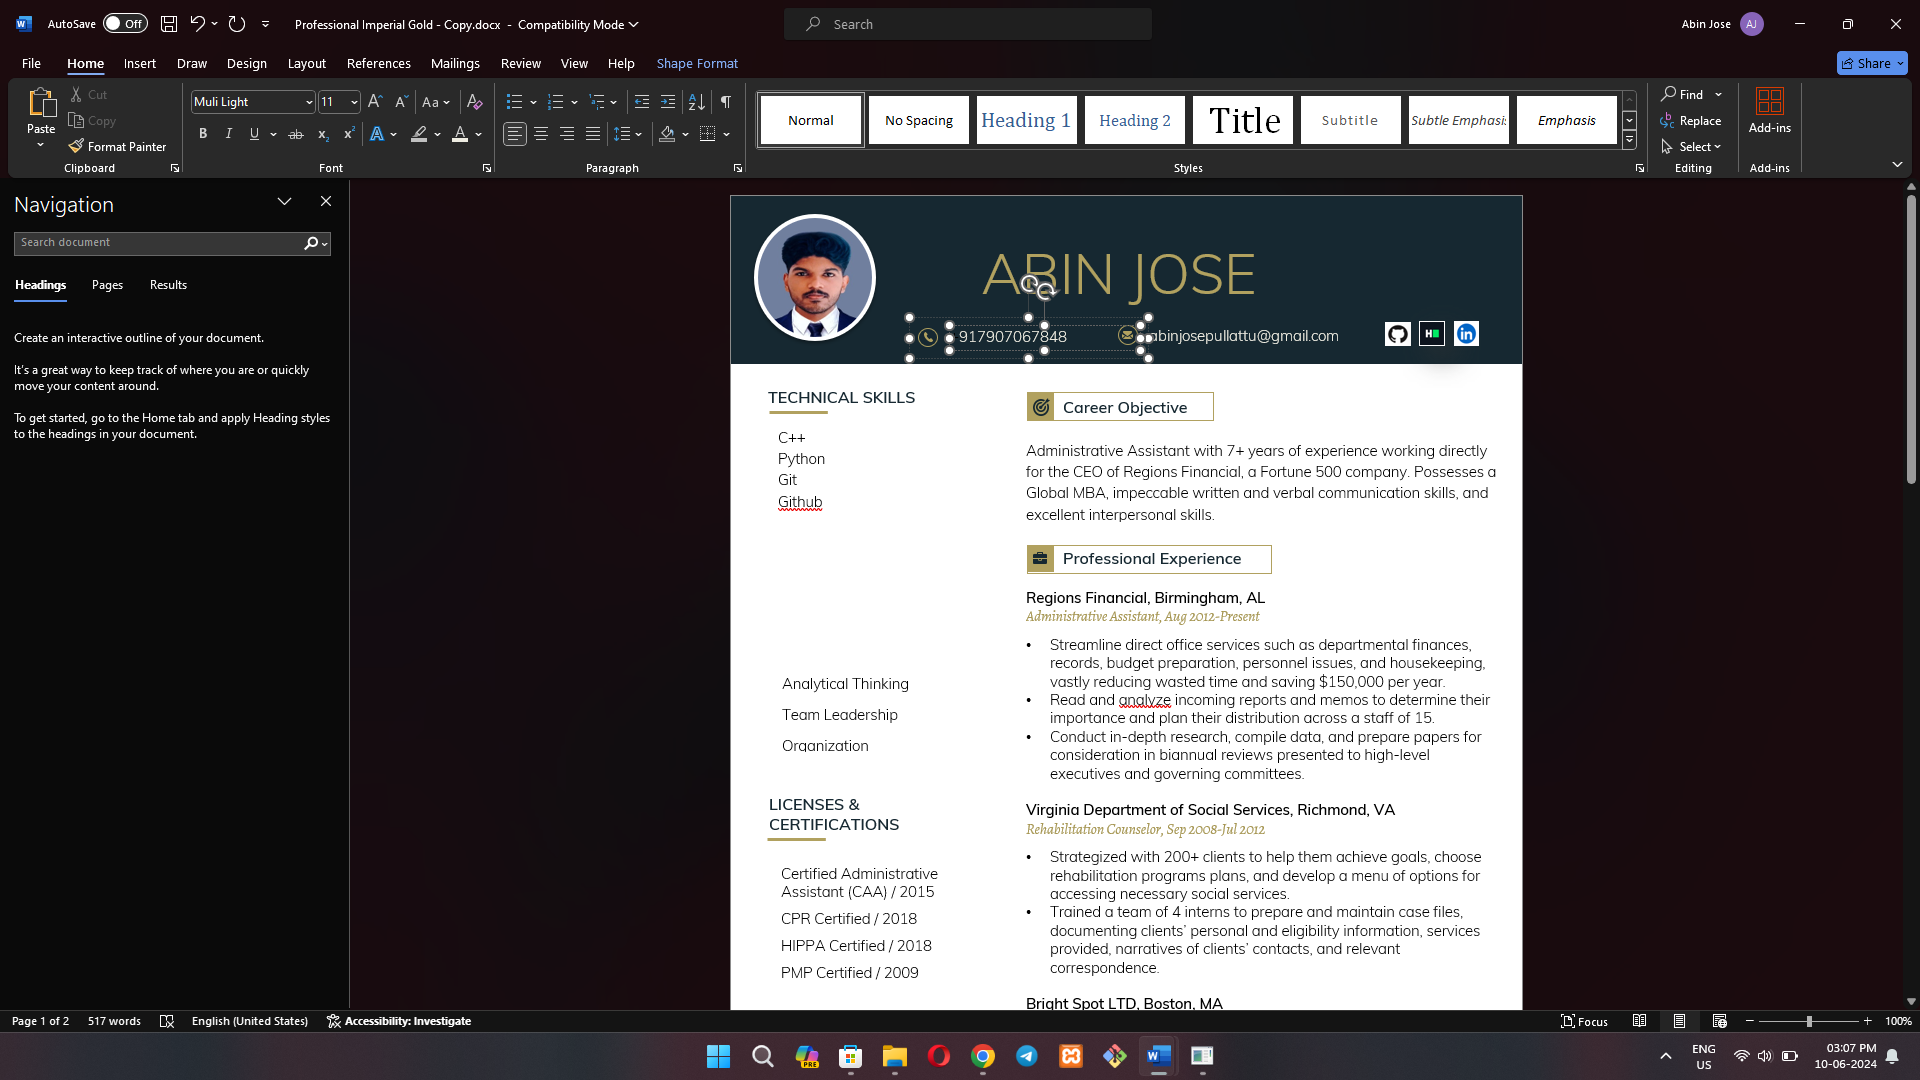 AutoSave Off Professional Imperial Gold - Copy.docx - Compatibility Mode Search Abin Jose AJ
File Home Insert Draw Design Layout References Mailings Review View Help Shape Format Share
Paste Cut Copy Format Painter Clipboard
Muli Light 11 Font
Paragraph
Normal No Spacing Heading 1 Heading 2 Title Subtitle Subtle Emphasis Emphasis Styles
Find Replace Select Editing
Add-ins Add-ins
Navigation
Search document
Headings Pages Results
Create an interactive outline of your document.
It's a great way to keep track of where you are or quickly
move your content around.
To get started, go to the Home tab and apply Heading styles
to the headings in your document.
ABIN JOSE
917907067848 abinjosepullattu@gmail.com H in
TECHNICAL SKILLS
C++
Python
Git
Github
Analytical Thinking
Team Leadership
Organization
LICENSES &
CERTIFICATIONS
Certified Administrative
Assistant (CAA) / 2015
CPR Certified / 2018
HIPPA Certified / 2018
PMP Certified / 2009
Career Objective
Administrative Assistant with 7+ years of experience working directly
for the CEO of Regions Financial, a Fortune 500 company. Possesses a
Global MBA, impeccable written and verbal communication skills, and
excellent interpersonal skills.
Professional Experience
Regions Financial, Birmingham, AL
Administrative Assistant, Aug 2012-Present
• Streamline direct office services such as departmental finances,
records, budget preparation, personnel issues, and housekeeping,
vastly reducing wasted time and saving $150,000 per year.
• Read and analyze incoming reports and memos to determine their
importance and plan their distribution across a staff of 15.
• Conduct in-depth research, compile data, and prepare papers for
consideration in biannual reviews presented to high-level
executives and governing committees.
Virginia Department of Social Services, Richmond, VA
Rehabilitation Counselor, Sep 2008-Jul 2012
• Strategized with 200+ clients to help them achieve goals, choose
rehabilitation programs plans, and develop a menu of options for
accessing necessary social services.
• Trained a team of 4 interns to prepare and maintain case files,
documenting clients' personal and eligibility information, services
provided, narratives of clients' contacts, and relevant
correspondence.
Bright Spot LTD, Boston, MA
Page 1 of 2 517 words English (United States) Accessibility: Investigate Focus 100%
PRE
ENG
US
03:07 PM
10-06-2024